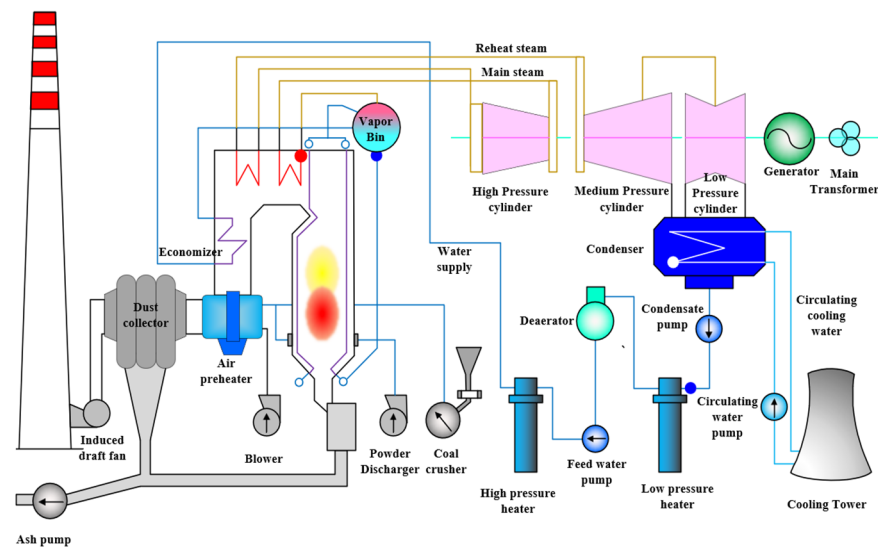 Reheat steam
Main steam
Vapor
Bin
High Pressure
cylinder
Medium Pressure
cylinder
Low
Pressure
cylinder
Generator
Main
Transformer
Economizer
Water
supply
Condenser
Dust
collector
Deaerator
Condensate
pump
Circulating
cooling
water
Air
preheater
Circulating
water
pump
Induced
draft fan
Blower
Powder
Discharger
Coal
crusher
Feed water
pump
High pressure
heater
Low pressure
heater
Cooling Tower
Ash pump